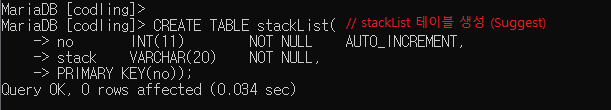 MariaDB [codling]>
MariaDB [codling]> CREATE TABLE stackList( // stackList 테이블 생성 (Suggest)
-> no INT(11) NOT NULL AUTO_INCREMENT,
-> stack VARCHAR(20) NOT NULL,
-> PRIMARY KEY(no));
Query OK, 0 rows affected (0.034 sec)